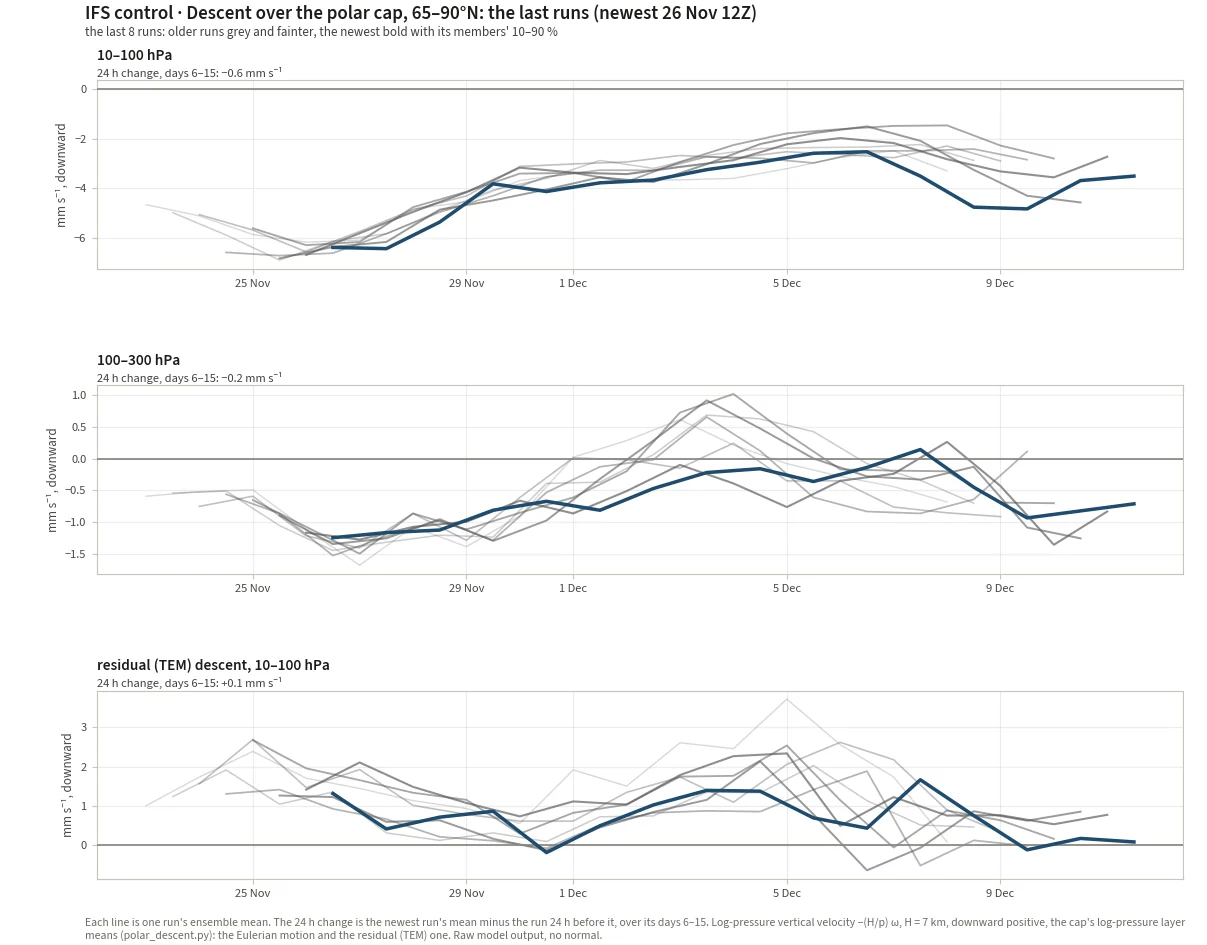 IFS control · Descent over the polar cap, 65–90°N: the last runs (newest 26 Nov 12Z)
the last 8 runs: older runs grey and fainter, the newest bold with its members' 10–90 %
10–100 hPa
24 h change, days 6–15: −0.6 mm s⁻¹
mm s⁻¹, downward
0
−2
−4
−6
25 Nov
29 Nov
1 Dec
5 Dec
9 Dec
100–300 hPa
24 h change, days 6–15: −0.2 mm s⁻¹
mm s⁻¹, downward
1.0
0.5
0.0
−0.5
−1.0
−1.5
25 Nov
29 Nov
1 Dec
5 Dec
9 Dec
residual (TEM) descent, 10–100 hPa
24 h change, days 6–15: +0.1 mm s⁻¹
mm s⁻¹, downward
3
2
1
0
25 Nov
29 Nov
1 Dec
5 Dec
9 Dec
Each line is one run's ensemble mean. The 24 h change is the newest run's mean minus the run 24 h before it, over its days 6–15. Log-pressure vertical velocity −(H/p) ω, H = 7 km, downward positive, the cap's log-pressure layer
means (polar_descent.py): the Eulerian motion and the residual (TEM) one. Raw model output, no normal.